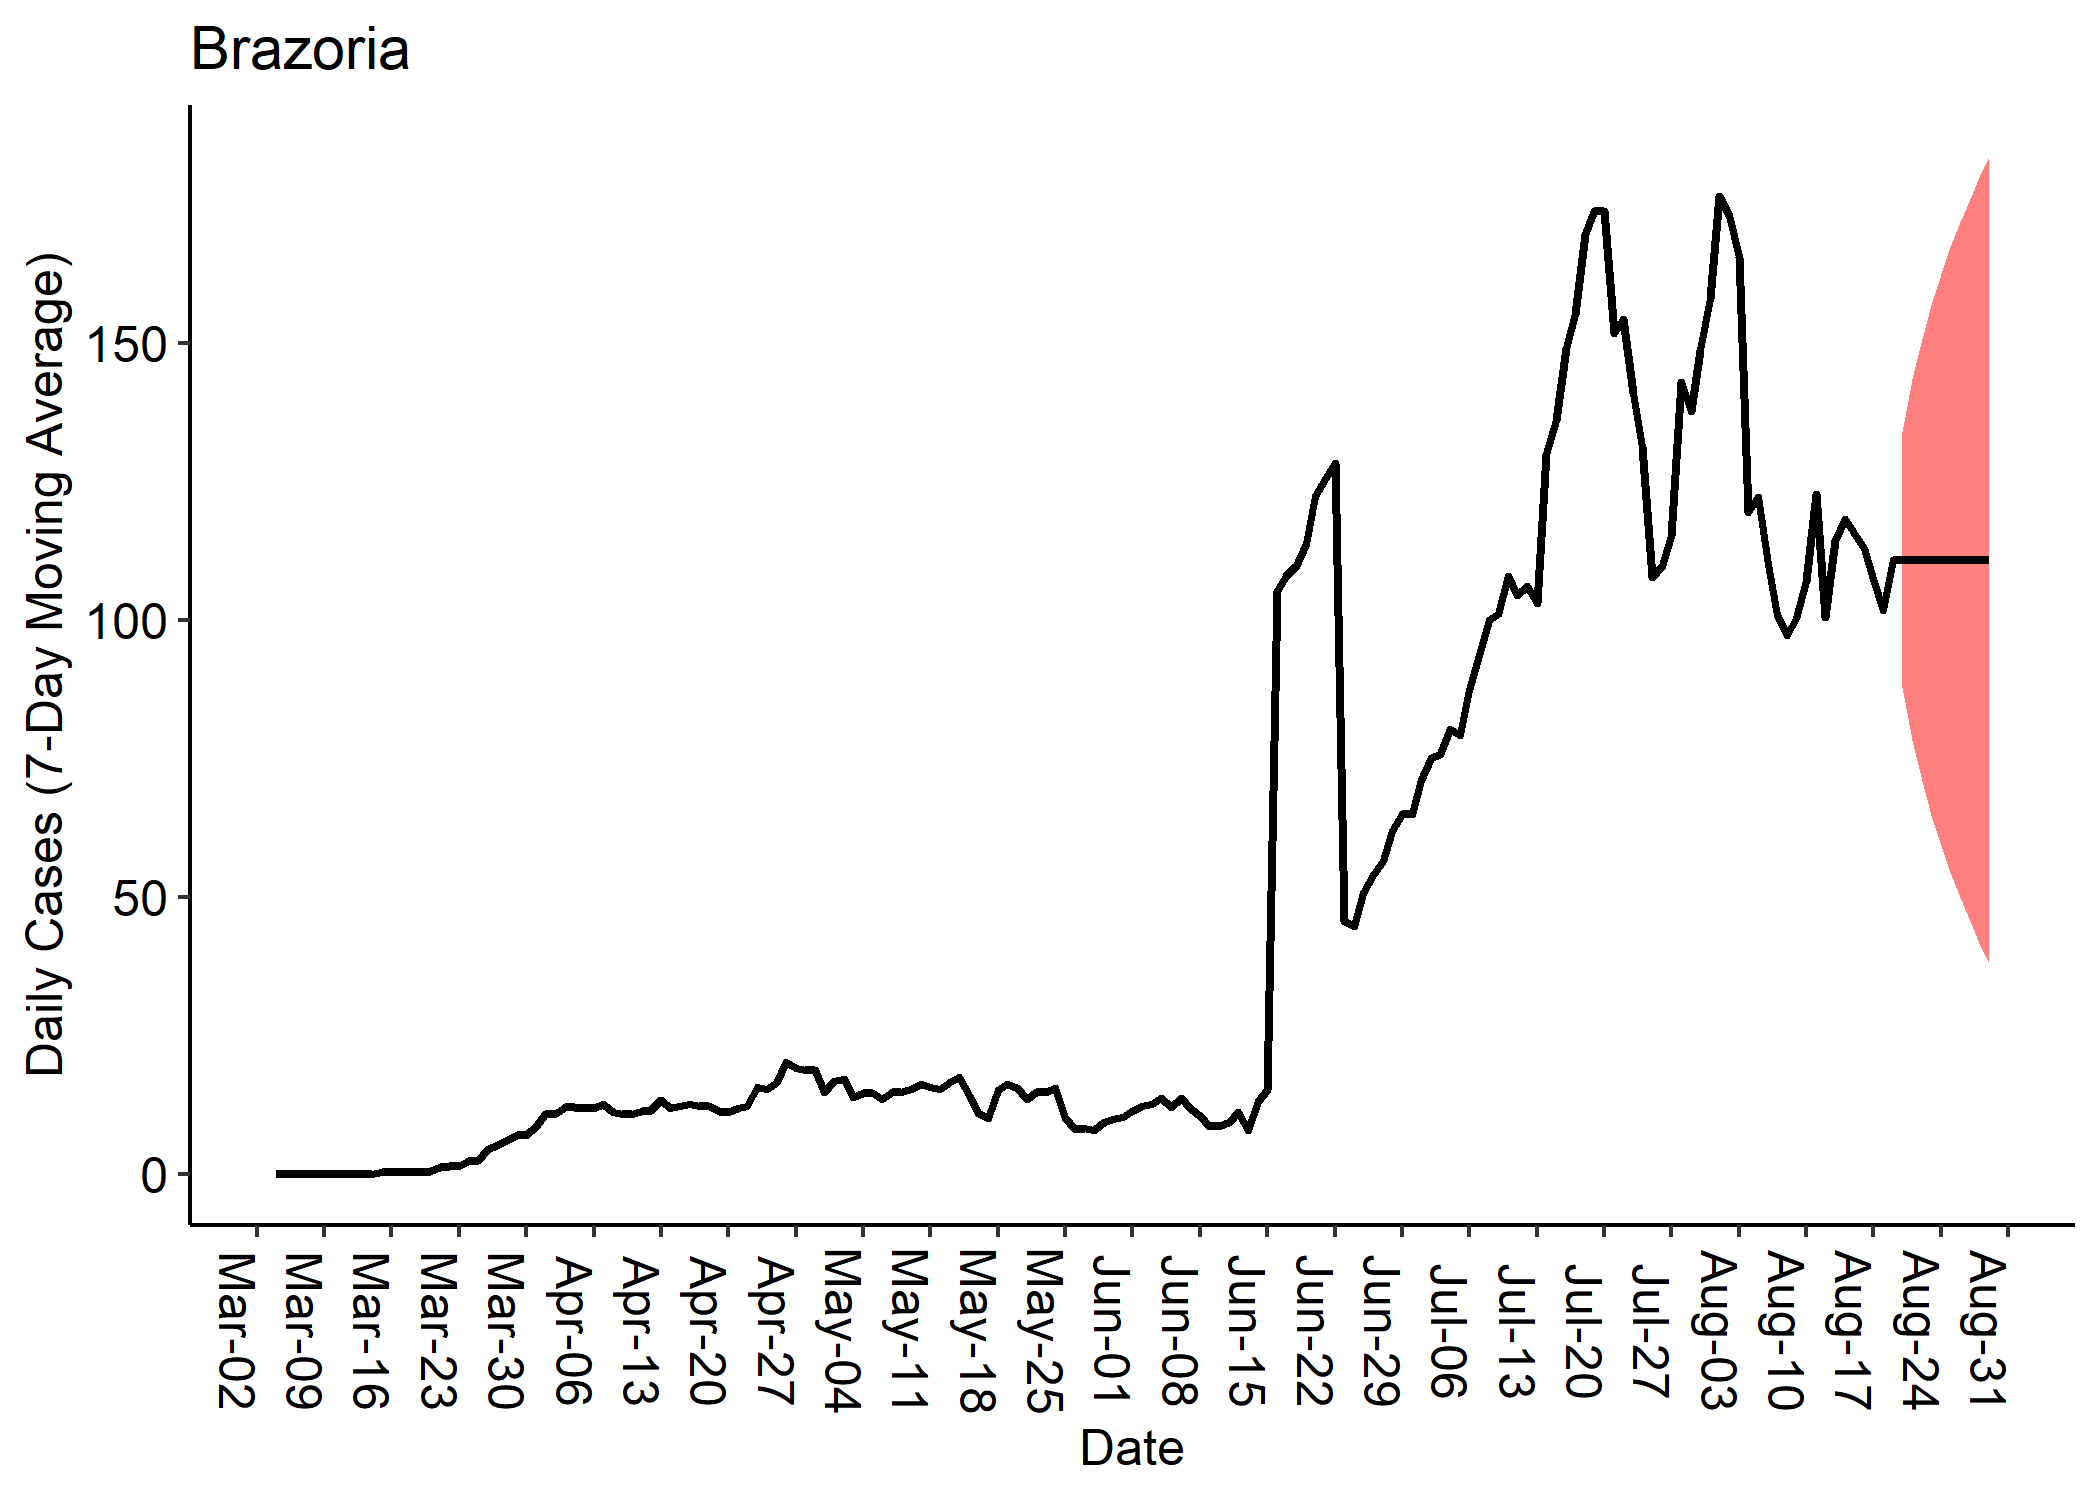 Brazoria
Daily Cases (7-Day Moving Average)
150
100
50
0
Mar-02
Mar-09
Mar-16
Mar-23
Mar-30
Apr-06
Apr-13
Apr-20
Apr-27
May-04
May-11
May-18
May-25
Jun-01
Jun-08
Jun-15
Jun-22
Jun-29
Jul-06
Jul-13
Jul-20
Jul-27
Aug-03
Aug-10
Aug-17
Aug-24
Aug-31
Date